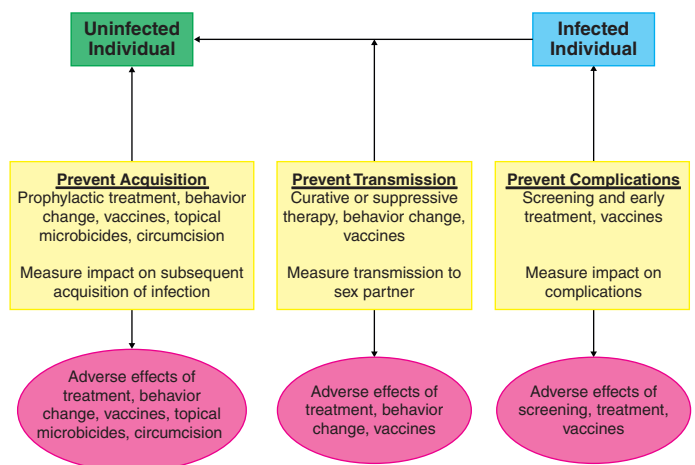 Uninfected
Individual
Infected
Individual
Prevent Acquisition
Prophylactic treatment, behavior
change, vaccines, topical
microbicides, circumcision
Measure impact on subsequent
acquisition of infection
Prevent Transmission
Curative or suppressive
therapy, behavior change,
vaccines
Measure transmission to
sex partner
Prevent Complications
Screening and early
treatment, vaccines
Measure impact on
complications
Adverse effects of
treatment, behavior
change, vaccines, topical
microbicides, circumcision
Adverse effects of
treatment, behavior
change, vaccines
Adverse effects of
screening, treatment,
vaccines